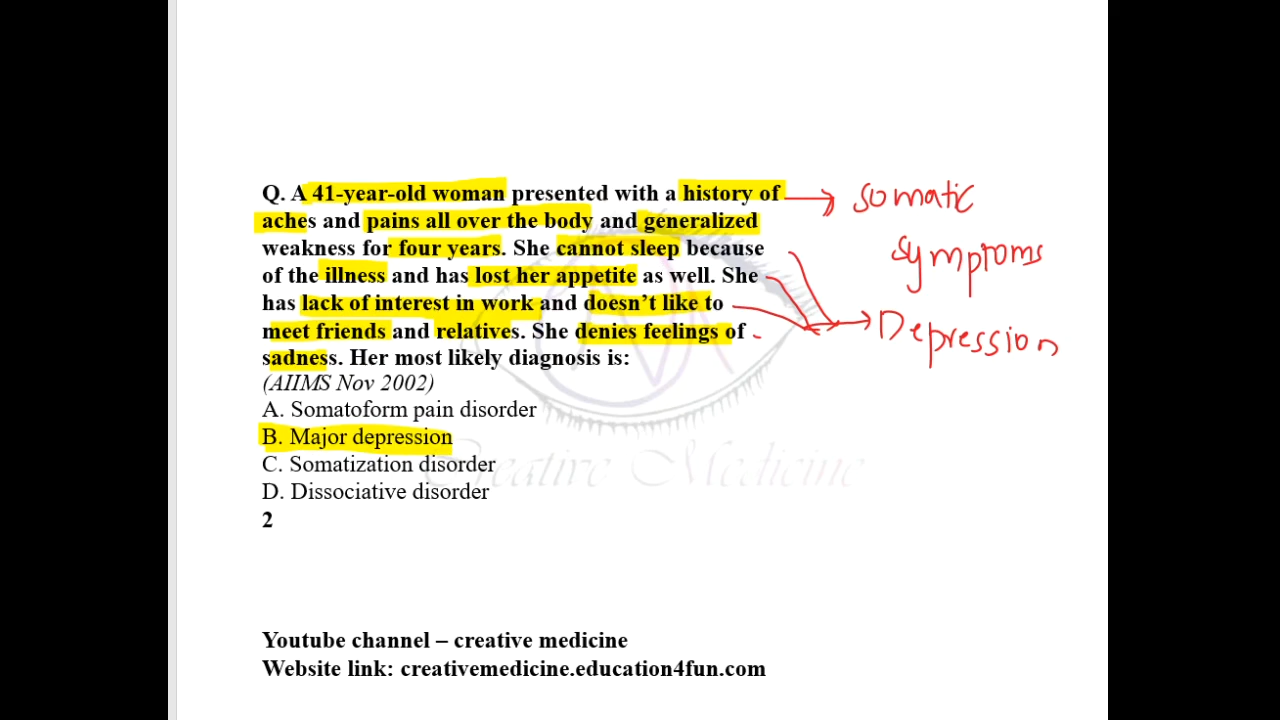 Q. A 41-year-old woman presented with a history of
aches and pains all over the body and generalized
weakness for four years. She cannot sleep because
of the illness and has lost her appetite as well. She
has lack of interest in work and doesn’t like to
meet friends and relatives. She denies feelings of
sadness. Her most likely diagnosis is:
(AIIMS Nov 2002)
A. Somatoform pain disorder
B. Major depression
C. Somatization disorder
D. Dissociative disorder
2
Somatic
Symptoms
Depression
Creative Medicine
Youtube channel – creative medicine
Website link: creativemedicine.education4fun.com